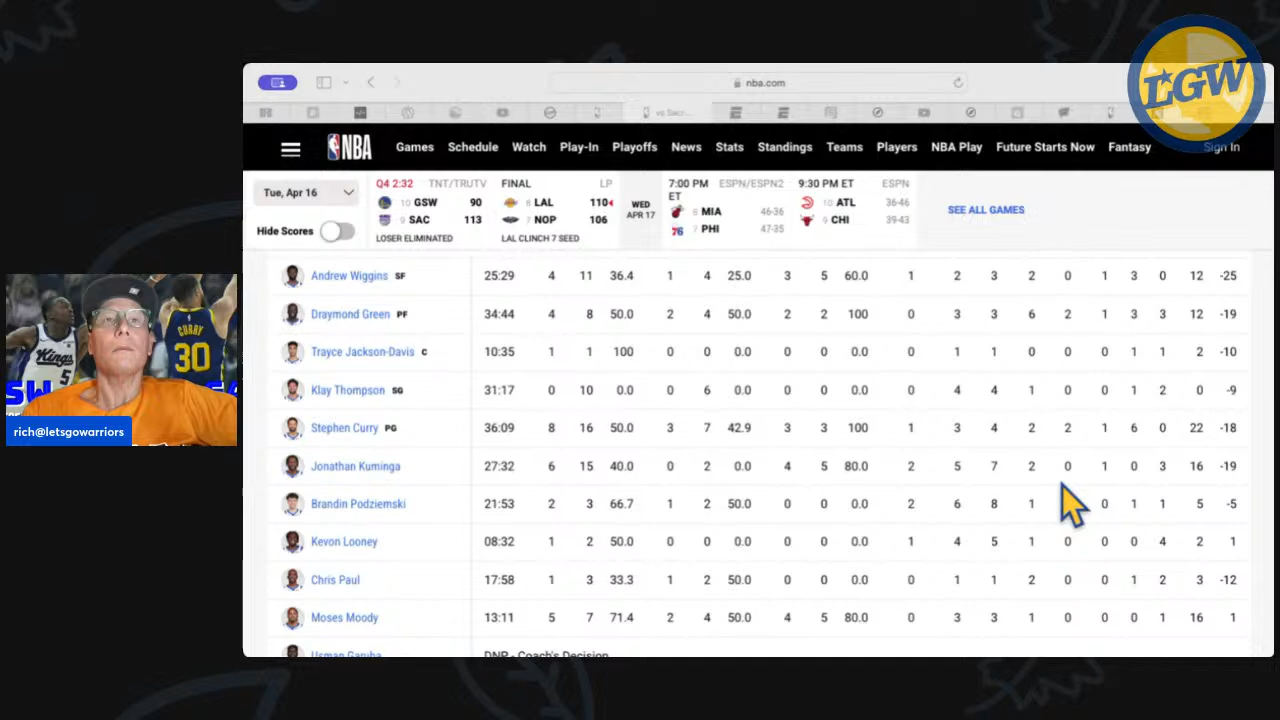 LGW
nba.com
vs Sacr...
NBA Games Schedule Watch Play-In Playoffs News Stats Standings Teams Players NBA Play Future Starts Now Fantasy Sign In
Tue, Apr 16
Hide Scores
Q4 2:32 TNT/TRUTV
10 GSW 90
9 SAC 113
LOSER ELIMINATED
FINAL LP
8 LAL 110
7 NOP 106
LAL CLINCH 7 SEED
WED
APR 17
7:00 PM ET ESPN/ESPN2
8 MIA 46-36
7 PHI 47-35
9:30 PM ET ESPN
10 ATL 36-46
9 CHI 39-43
SEE ALL GAMES
Andrew Wiggins SF 25:29 4 11 36.4 1 4 25.0 3 5 60.0 1 2 3 2 0 1 3 0 12 -25
Draymond Green PF 34:44 4 8 50.0 2 4 50.0 2 2 100 0 3 3 6 2 1 3 3 12 -19
Trayce Jackson-Davis C 10:35 1 1 100 0 0 0.0 0 0 0.0 0 1 1 0 0 0 1 1 2 -10
Klay Thompson SG 31:17 0 10 0.0 0 6 0.0 0 0 0.0 0 4 4 1 0 0 1 2 0 -9
Stephen Curry PG 36:09 8 16 50.0 3 7 42.9 3 3 100 1 3 4 2 2 1 6 0 22 -18
Jonathan Kuminga 27:32 6 15 40.0 0 2 0.0 4 5 80.0 2 5 7 2 0 1 0 3 16 -19
Brandin Podziemski 21:53 2 3 66.7 1 2 50.0 0 0 0.0 2 6 8 1 0 1 1 5 -5
Kevon Looney 08:32 1 2 50.0 0 0 0.0 0 0 0.0 1 4 5 1 0 0 0 4 2 1
Chris Paul 17:58 1 3 33.3 1 2 50.0 0 0 0.0 0 1 1 2 0 0 1 2 3 -12
Moses Moody 13:11 5 7 71.4 2 4 50.0 4 5 80.0 0 3 3 1 0 0 0 1 16 1
Usman Garuba DNP - Coach's Decision
Kings
5
CURRY
30
rich@letsgowarriors